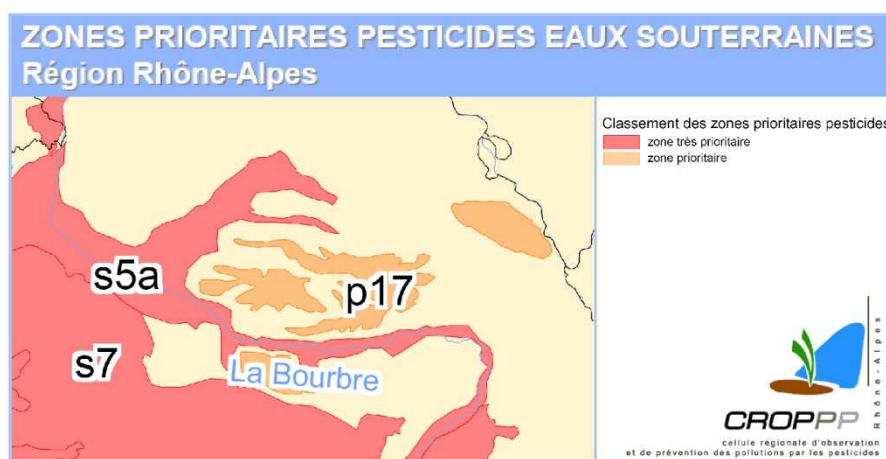 ZONES PRIORITAIRES PESTICIDES EAUX SOUTERRAINES
Région Rhône-Alpes
Classement des zones prioritaires pesticides
zone très prioritaire
zone prioritaire
s5a
p17
s7
La Bourbre
Rhône-Alpes
CROPPP
cellule régionale d'observation
et de prévention des pollutions par les pesticides